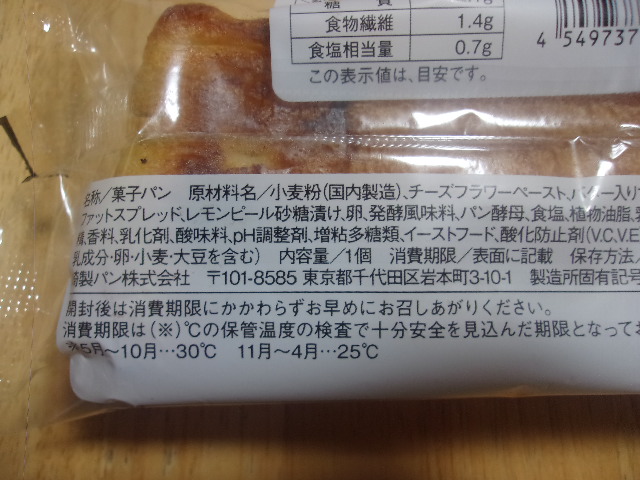 糖質
食物繊維 1.4g
食塩相当量 0.7g
この表示値は、目安です。
4 549737
名称／菓子パン 原材料名／小麦粉(国内製造)、チーズフラワーペースト、バター入り
ファットスプレッド、レモンピール砂糖漬け、卵、発酵風味料、パン酵母、食塩、植物油脂、
、香料、乳化剤、酸味料、pH調整剤、増粘多糖類、イーストフード、酸化防止剤(V.C、V.E)
乳成分・卵・小麦・大豆を含む) 内容量／1個 消費期限／表面に記載 保存方法／
製パン株式会社 〒101-8585 東京都千代田区岩本町3-10-1 製造所固有記号
開封後は消費期限にかかわらずお早めにお召しあがりください。
消費期限は(※)℃の保管温度の検査で十分安全を見込んだ期限となってお
5月〜10月…30℃ 11月〜4月…25℃